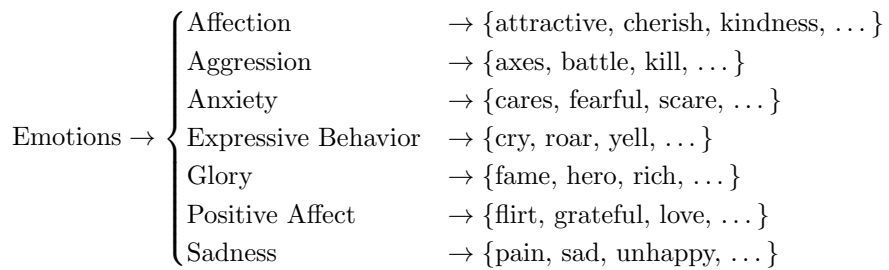 Affection → {attractive, cherish, kindness, … }
Aggression → {axes, battle, kill, … }
Anxiety → {cares, fearful, scare, … }
Emotions → Expressive Behavior → {cry, roar, yell, … }
Glory → {fame, hero, rich, … }
Positive Affect → {flirt, grateful, love, … }
Sadness → {pain, sad, unhappy, … }